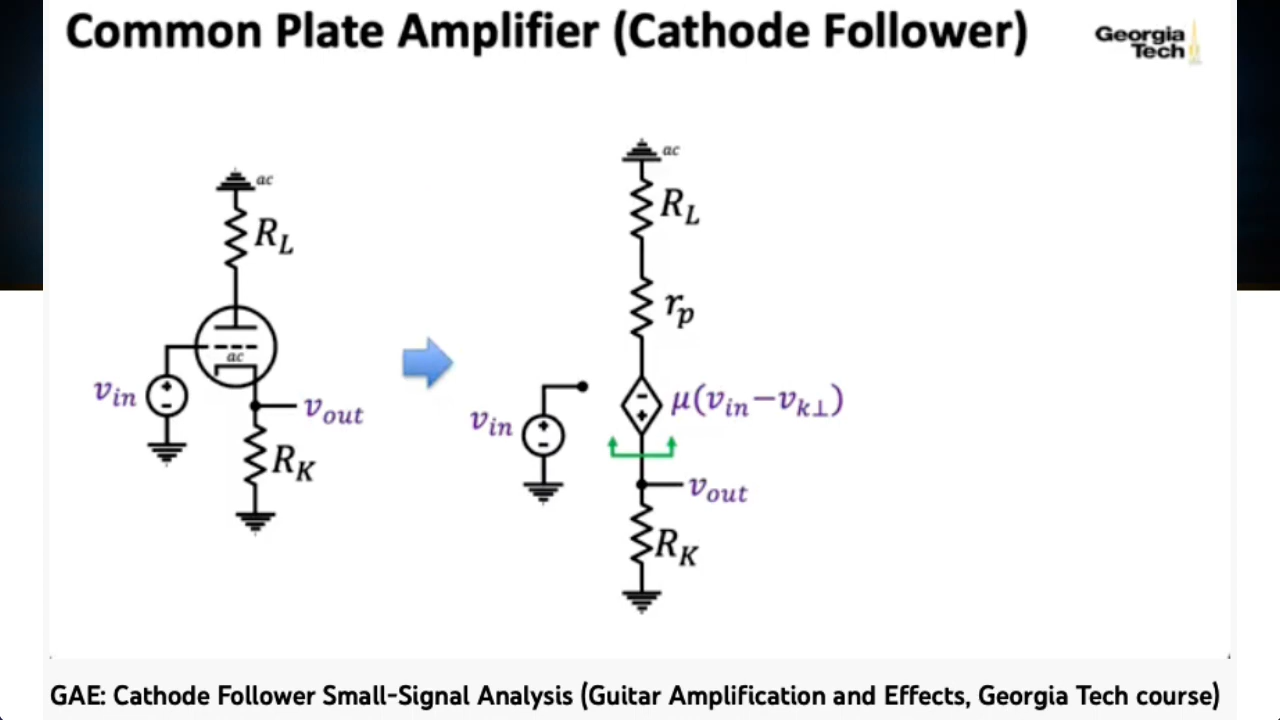 Common Plate Amplifier (Cathode Follower)
Georgia
Tech
ac
R_L
ac
v_in
v_out
R_K
ac
R_L
r_p
μ(v_in−v_k⊥)
v_in
v_out
R_K
GAE: Cathode Follower Small-Signal Analysis (Guitar Amplification and Effects, Georgia Tech course)